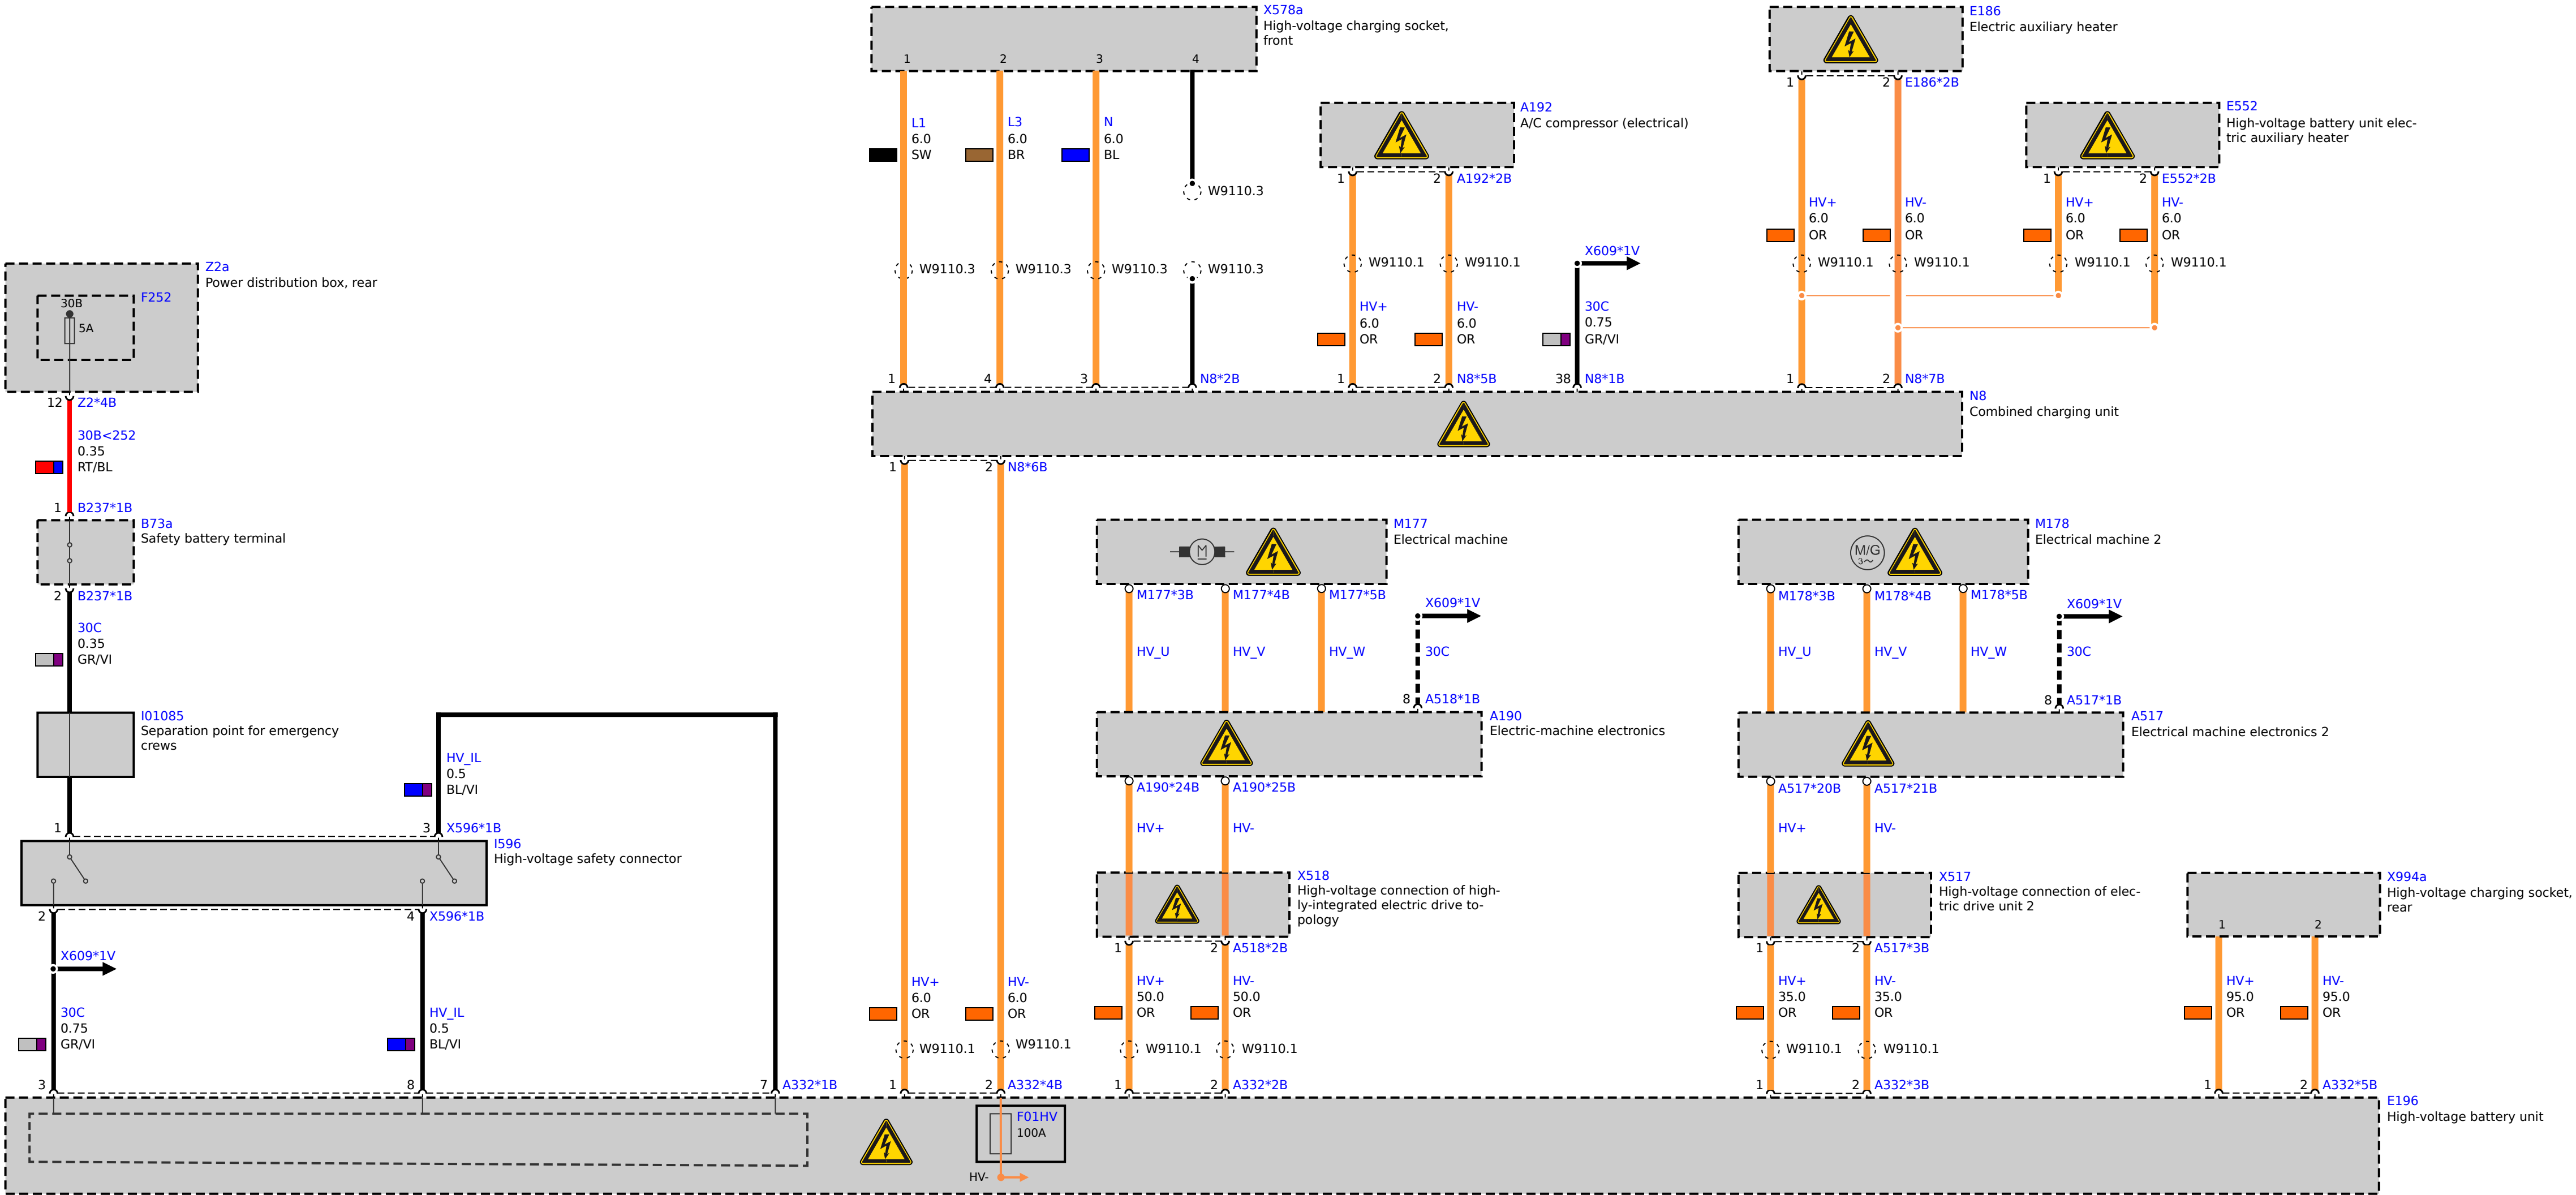 X578a
High-voltage charging socket,
front
1
2
3
4
L1
6.0
SW
L3
6.0
BR
N
6.0
BL
W9110.3
W9110.3
W9110.3
W9110.3
W9110.3
1
4
3
N8*2B
A192
A/C compressor (electrical)
1
2
A192*2B
W9110.1
W9110.1
HV+
6.0
OR
HV-
6.0
OR
1
2
N8*5B
X609*1V
30C
0.75
GR/VI
38
N8*1B
E186
Electric auxiliary heater
1
2
E186*2B
HV+
6.0
OR
HV-
6.0
OR
W9110.1
W9110.1
1
2
N8*7B
E552
High-voltage battery unit elec-
tric auxiliary heater
1
2
E552*2B
HV+
6.0
OR
HV-
6.0
OR
W9110.1
W9110.1
N8
Combined charging unit
1
2
N8*6B
HV+
6.0
OR
HV-
6.0
OR
W9110.1
W9110.1
1
2
A332*4B
Z2a
Power distribution box, rear
F252
30B
5A
12
Z2*4B
30B<252
0.35
RT/BL
1
B237*1B
B73a
Safety battery terminal
2
B237*1B
30C
0.35
GR/VI
I01085
Separation point for emergency
crews
HV_IL
0.5
BL/VI
1
3
X596*1B
I596
High-voltage safety connector
2
4
X596*1B
X609*1V
30C
0.75
GR/VI
HV_IL
0.5
BL/VI
3
8
7
A332*1B
M177
Electrical machine
M
M177*3B
M177*4B
M177*5B
HV_U
HV_V
HV_W
X609*1V
30C
8
A518*1B
A190
Electric-machine electronics
A190*24B
A190*25B
HV+
HV-
X518
High-voltage connection of high-
ly-integrated electric drive to-
pology
1
2
A518*2B
HV+
50.0
OR
HV-
50.0
OR
W9110.1
W9110.1
1
2
A332*2B
M178
Electrical machine 2
M/G
3~
M178*3B
M178*4B
M178*5B
HV_U
HV_V
HV_W
X609*1V
30C
8
A517*1B
A517
Electrical machine electronics 2
A517*20B
A517*21B
HV+
HV-
X517
High-voltage connection of elec-
tric drive unit 2
1
2
A517*3B
HV+
35.0
OR
HV-
35.0
OR
W9110.1
W9110.1
1
2
A332*3B
X994a
High-voltage charging socket,
rear
1
2
HV+
95.0
OR
HV-
95.0
OR
1
2
A332*5B
E196
High-voltage battery unit
F01HV
100A
HV-